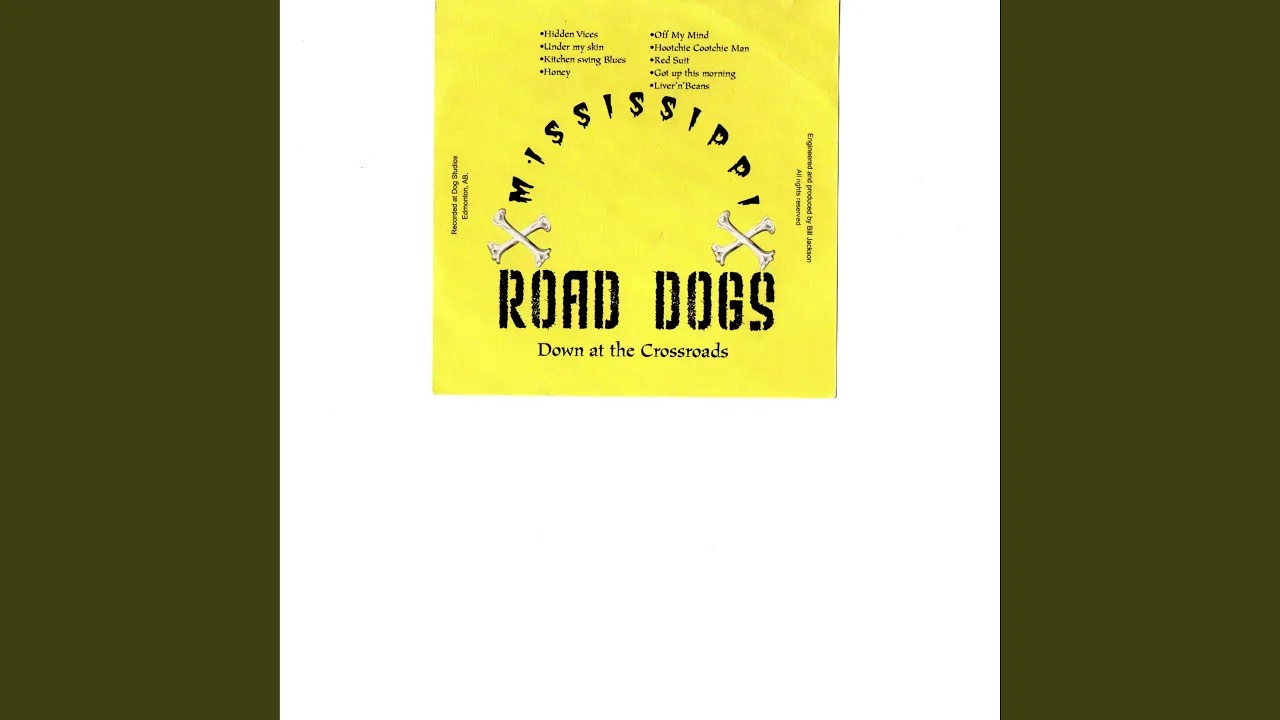 •Hidden Vices
•Under my skin
•Kitchen swing Blues
•Honey
•Off My Mind
•Hootchie Cootchie Man
•Red Suit
•Got up this morning
•Liver'n'Beans
MISSISSIPPI
Recorded at Dog Studios
Edmonton, AB.
Engineered and produced by Bill Jackson
All rights reserved
ROAD DOGS
Down at the Crossroads